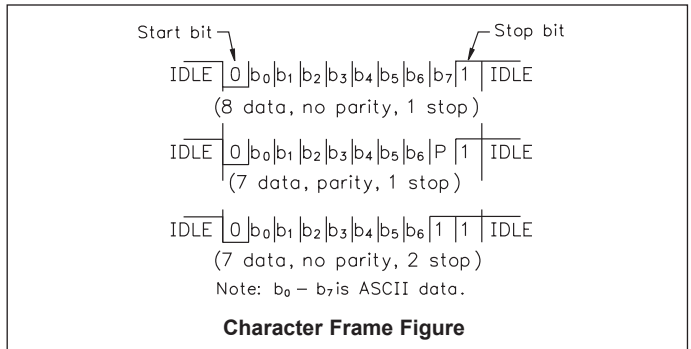 Start bit Stop bit
IDLE 0 b₀ b₁ b₂ b₃ b₄ b₅ b₆ b₇ 1 IDLE
(8 data, no parity, 1 stop)
IDLE 0 b₀ b₁ b₂ b₃ b₄ b₅ b₆ P 1 IDLE
(7 data, parity, 1 stop)
IDLE 0 b₀ b₁ b₂ b₃ b₄ b₅ b₆ 1 1 IDLE
(7 data, no parity, 2 stop)
Note: b₀ – b₇ is ASCII data.
Character Frame Figure